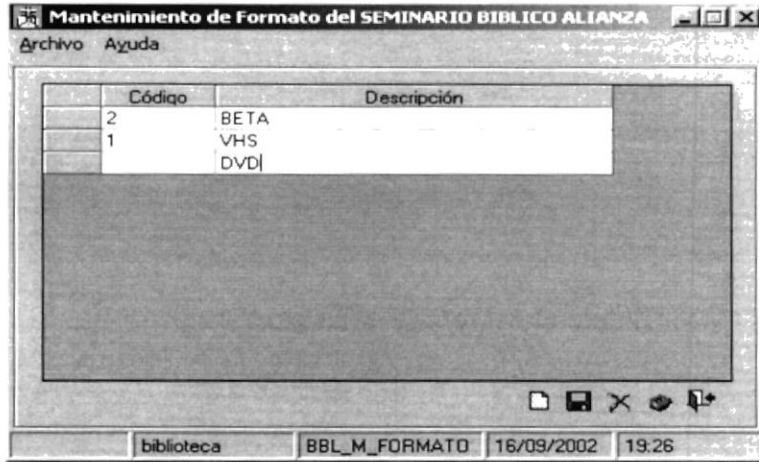 Mantenimiento de Formato del SEMINARIO BIBLICO ALIANZA
Archivo Ayuda
Código Descripción
2 BETA
1 VHS
DVD
biblioteca BBL_M_FORMATO 16/09/2002 19:26